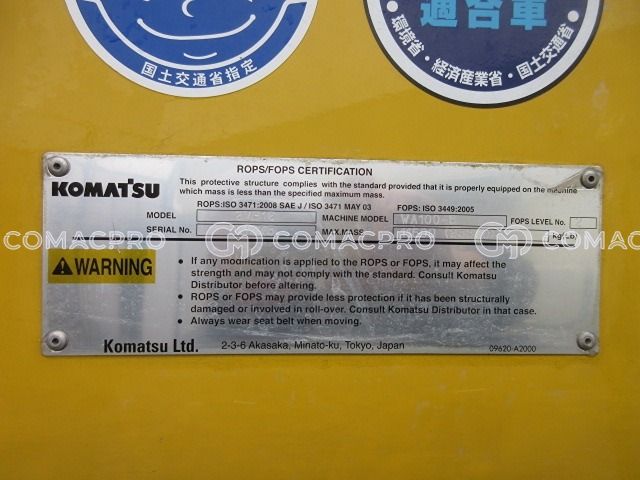 国土交通省指定
適合車
・環境省・経済産業省・国土交通省・
ROPS/FOPS CERTIFICATION
KOMATSU
This protective structure complies with the standard provided that it is properly equipped on the machine
which mass is less than the specified maximum mass.
ROPS:ISO 3471:2008 SAE J / ISO 3471 MAY 03 FOPS: ISO 3449:2005
MODEL MACHINE MODEL WA100 FOPS LEVEL No.
SERIAL No. MAX.MASS kg(Lb)
COMACPRO COMACPRO COMACPRO
WARNING
• If any modification is applied to the ROPS or FOPS, it may affect the
strength and may not comply with the standard. Consult Komatsu
Distributor before altering.
• ROPS or FOPS may provide less protection if it has been structurally
damaged or involved in roll-over. Consult Komatsu Distributor in that case.
• Always wear seat belt when moving.
Komatsu Ltd. 2-3-6 Akasaka, Minato-ku, Tokyo, Japan
09620-A2000